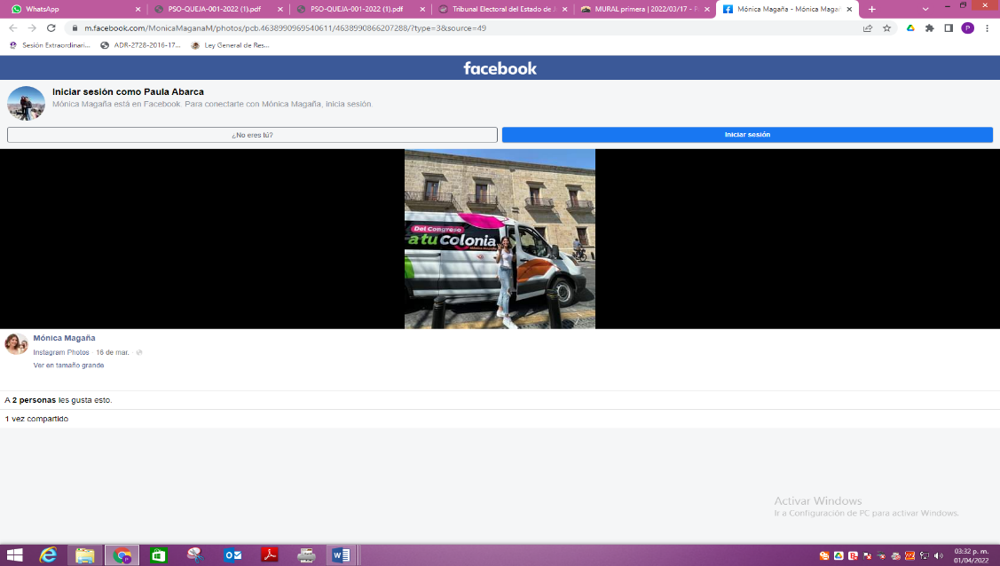 WhatsApp
PSO-QUEJA-001-2022 (1).pdf
PSO-QUEJA-001-2022 (1).pdf
Tribunal Electoral del Estado de
MURAL primera | 2022/03/17 -
Mónica Magaña - Mónica Maga
m.facebook.com/MonicaMaganaM/photos/pcb.4638990969540611/4638990866207288/?type=3&source=49
P
Sesión Extraordinari...
ADR-2728-2016-17...
Ley General de Res...
facebook
Iniciar sesión como Paula Abarca
Mónica Magaña está en Facebook. Para conectarte con Mónica Magaña, inicia sesión.
¿No eres tú?
Iniciar sesión
Del Congreso
a tu Colonia
Mónica Magaña
Mónica Magaña
Instagram Photos · 16 de mar. ·
Ver en tamaño grande
A 2 personas les gusta esto.
1 vez compartido
Activar Windows
Ir a Configuración de PC para activar Windows.
03:32 p. m.
01/04/2022